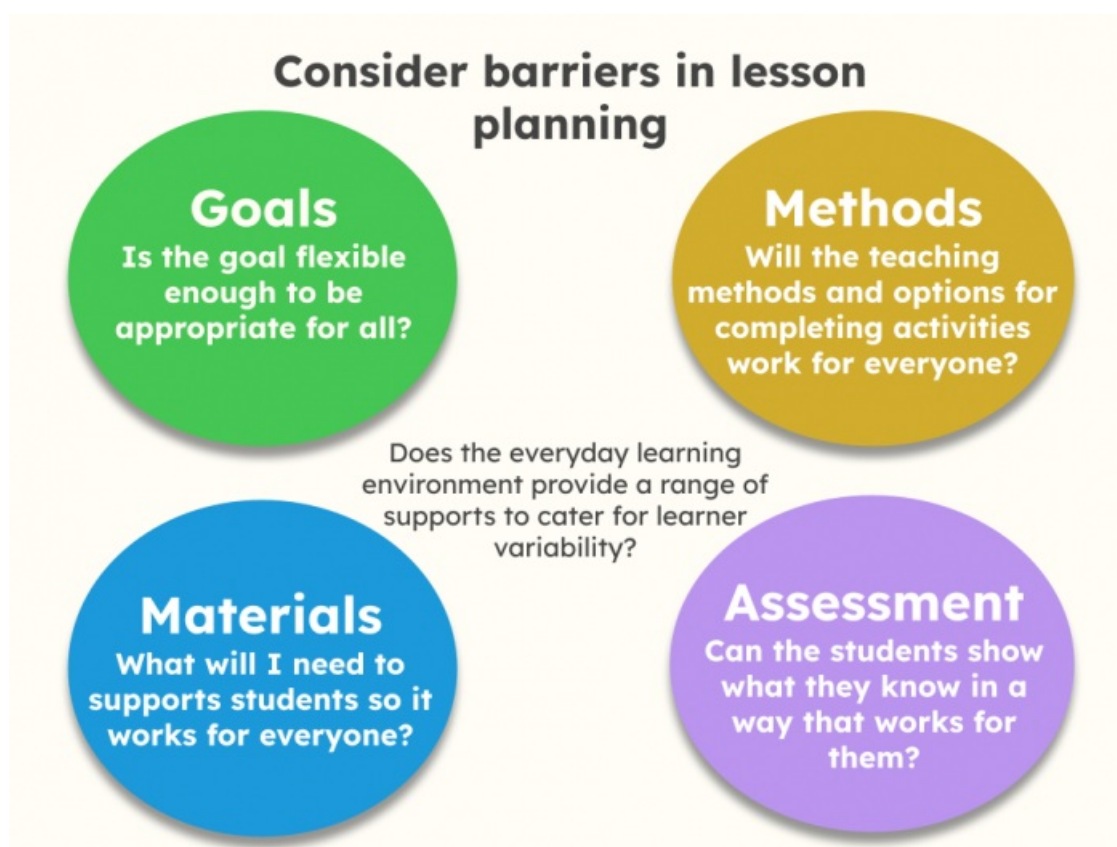 Consider barriers in lesson
planning
Goals
Is the goal flexible
enough to be
appropriate for all?
Methods
Will the teaching
methods and options for
completing activities
work for everyone?
Does the everyday learning
environment provide a range of
supports to cater for learner
variability?
Materials
What will I need to
supports students so it
works for everyone?
Assessment
Can the students show
what they know in a
way that works for
them?